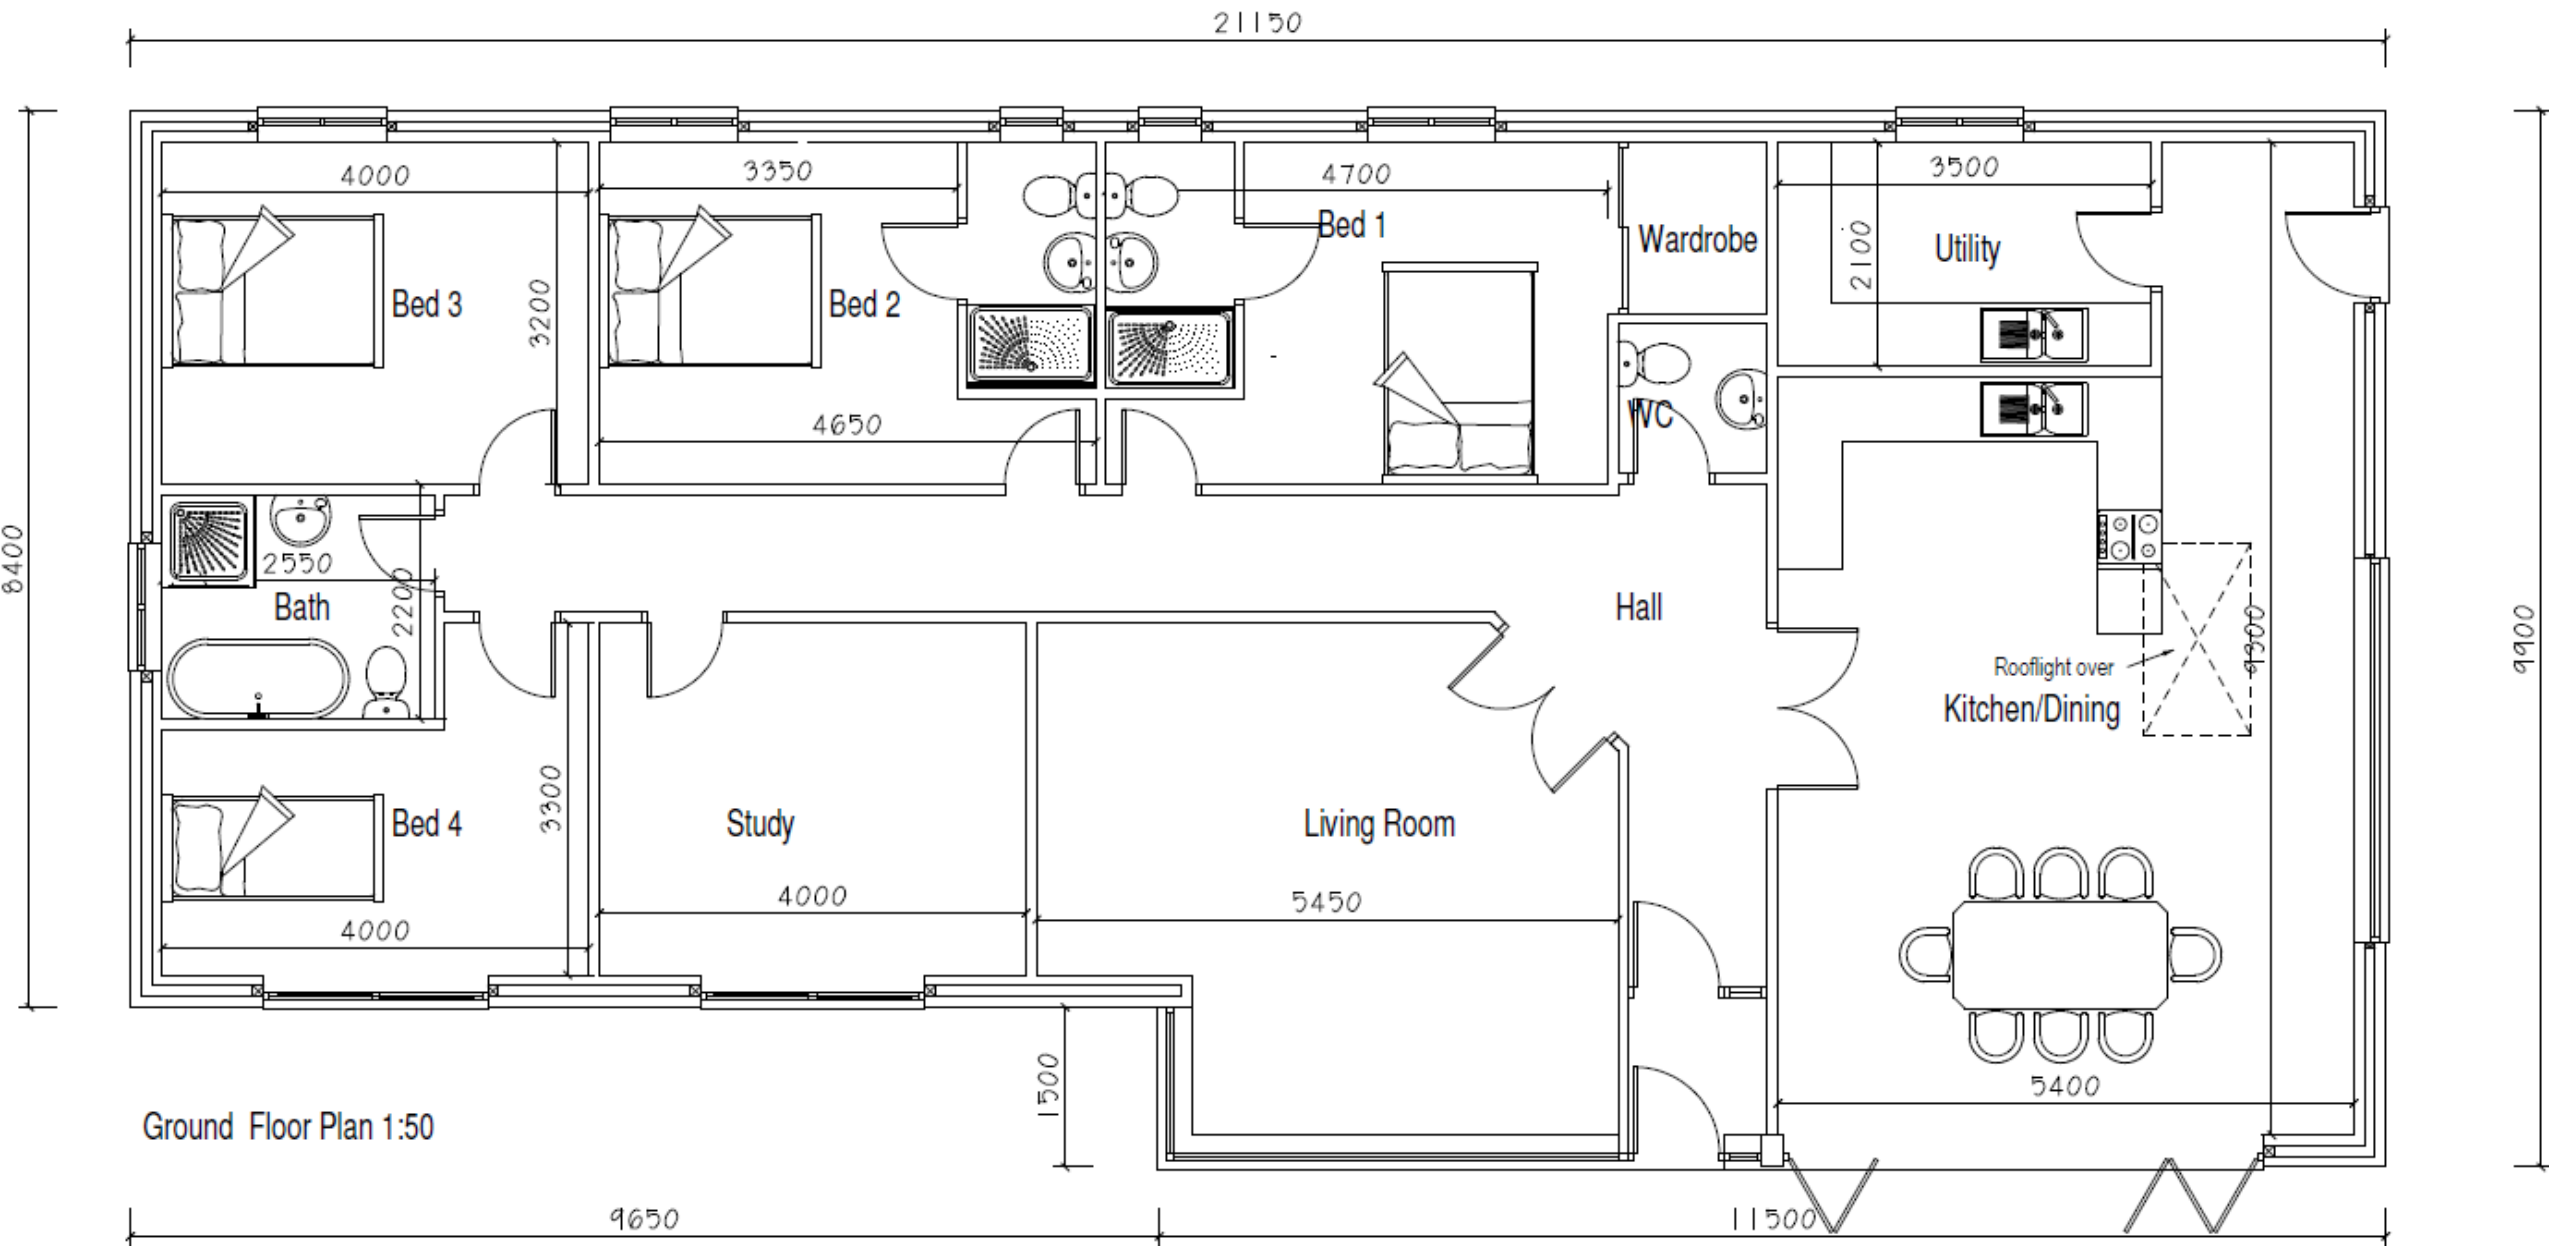 21150
4000
3350
4700
3500
Bed 1
Wardrobe
Utility
2100
Bed 3
3200
Bed 2
WC
4650
8400
2550
Bath
2200
Hall
9300
9900
Rooflight over
Kitchen/Dining
3300
Bed 4
Study
Living Room
4000
5450
4000
1500
5400
Ground Floor Plan 1:50
9650
11500